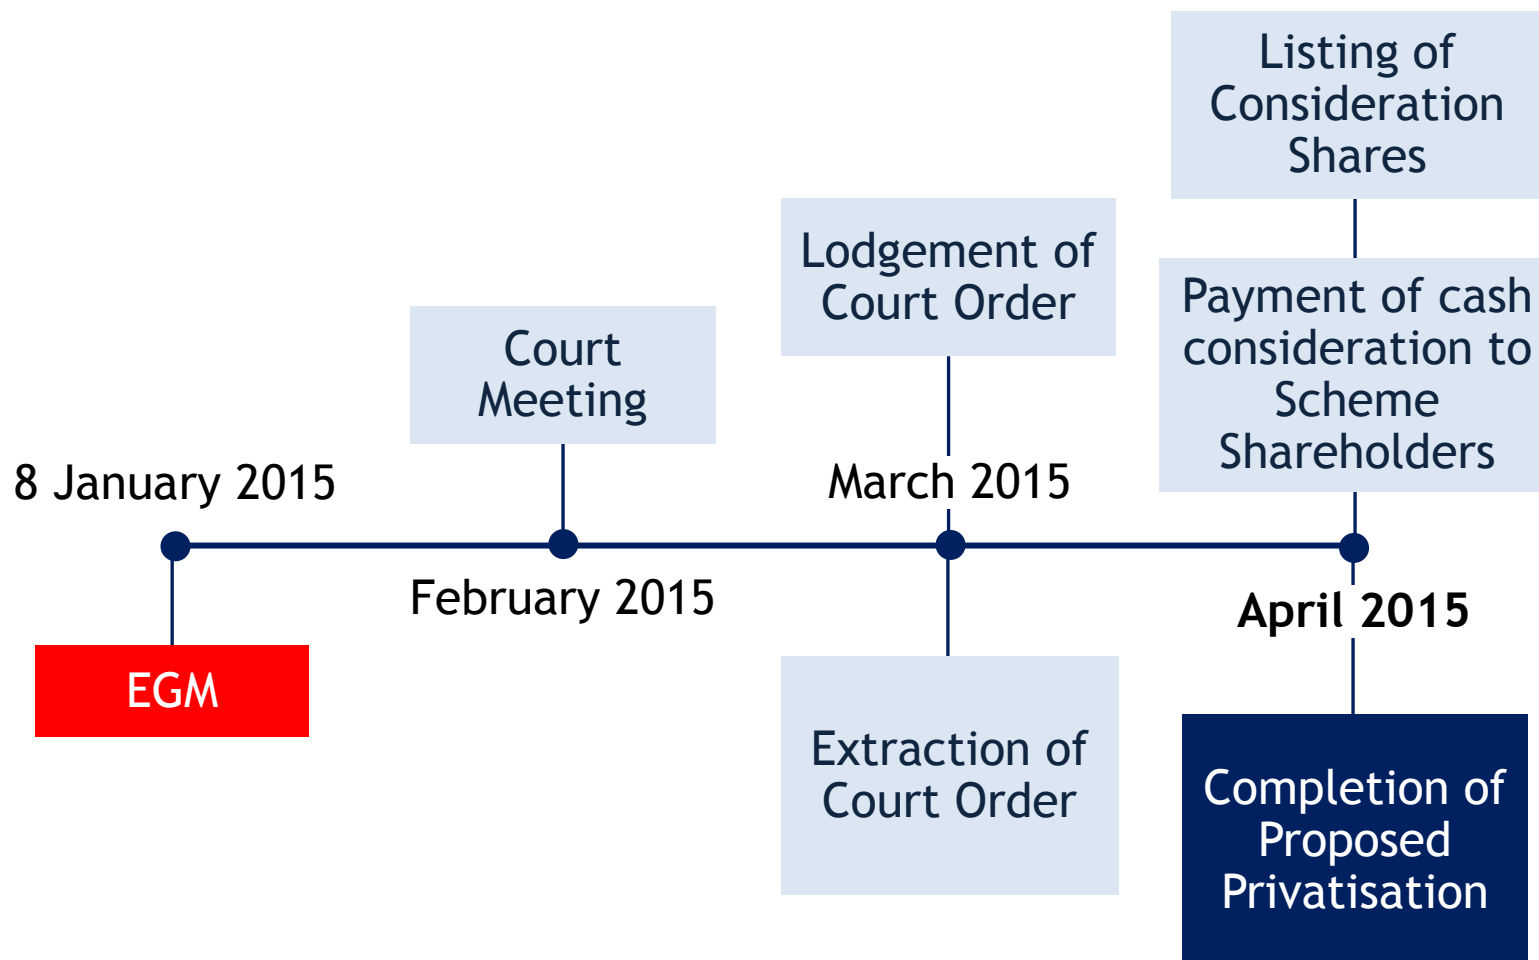 8 January 2015
EGM
Court
Meeting
February 2015
Lodgement of
Court Order
March 2015
Extraction of
Court Order
Listing of
Consideration
Shares
Payment of cash
consideration to
Scheme
Shareholders
April 2015
Completion of
Proposed
Privatisation